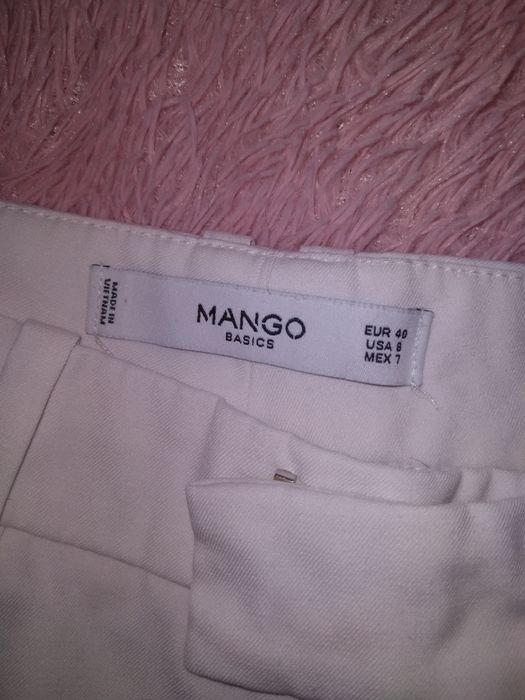 MADE IN
VIETNAM
MANGO
BASICS
EUR 40
USA 8
MEX 7